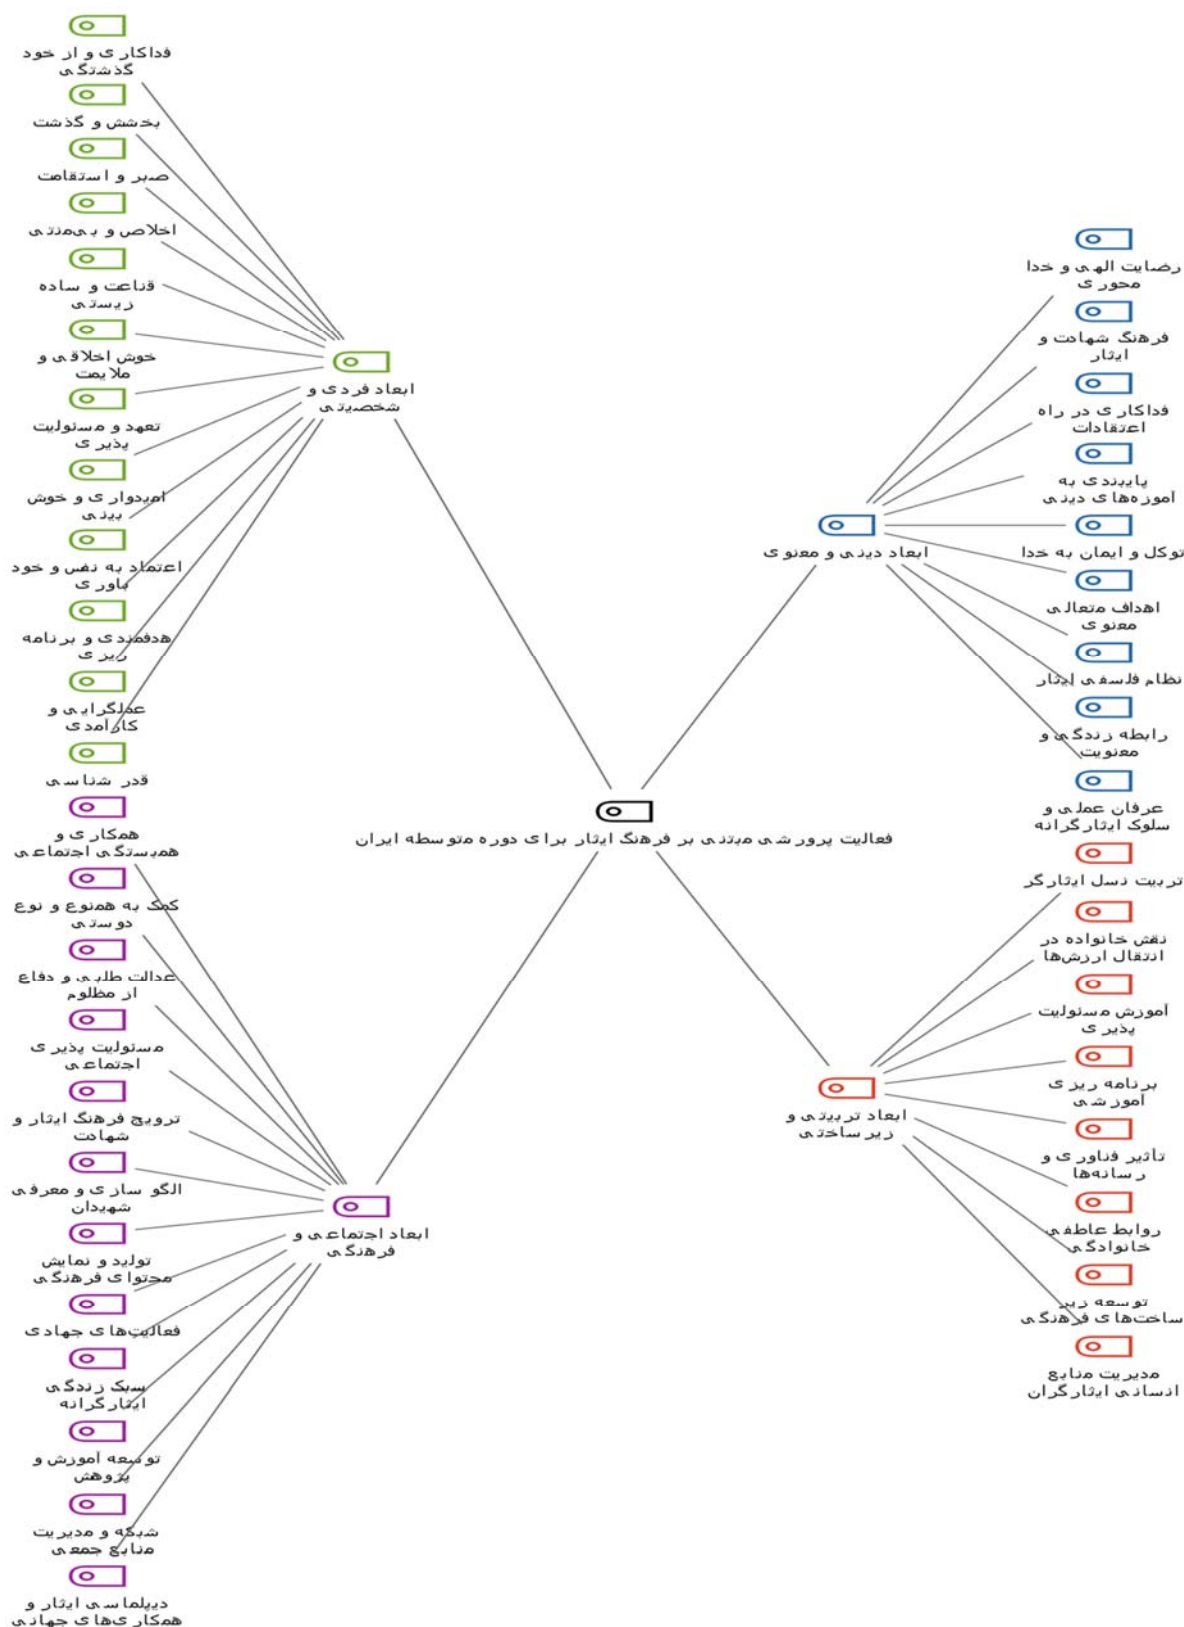 فداکاری و از خود
گذشتگی
بخشش و گذشت
صبر و استقامت
اخلاص و بی‌منتی
قناعت و ساده
زیستی
خوش اخلاقی و
ملایمت
تعهد و مسئولیت
پذیری
امیدواری و خوش
بینی
اعتماد به نفس و خود
باوری
هدفمندی و برنامه
ریزی
عملگرایی و
کارآمدی
قدر شناسی
ابعاد فردی و
شخصیتی
رضایت الهی و خدا
محوری
فرهنگ شهادت و
ایثار
فداکاری در راه
اعتقادات
پایبندی به
آموزه‌های دینی
توکل و ایمان به خدا
اهداف متعالی
معنوی
نظام فلسفی ایثار
رابطه زندگی و
معنویت
عرفان عملی و
سلوک ایثارگرانه
ابعاد دینی و معنوی
فعالیت پرورشی مبتنی بر فرهنگ ایثار برای دوره متوسطه ایران
همکاری و
همبستگی اجتماعی
کمک به همنوع و نوع
دوستی
عدالت طلبی و دفاع
از مظلوم
مسئولیت پذیری
اجتماعی
ترویج فرهنگ ایثار و
شهادت
الگو سازی و معرفی
شهیدان
تولید و نمایش
محتوای فرهنگی
فعالیت‌های جهادی
سبک زندگی
ایثارگرانه
توسعه آموزش و
پژوهش
شبکه و مدیریت
منابع جمعی
دیپلماسی ایثار و
همکاری‌های جهانی
ابعاد اجتماعی و
فرهنگی
تربیت نسل ایثارگر
نقش خانواده در
انتقال ارزش‌ها
آموزش مسئولیت
پذیری
برنامه ریزی
آموزشی
تأثیر فناوری و
رسانه‌ها
روابط عاطفی
خانوادگی
توسعه زیر
ساخت‌های فرهنگی
مدیریت منابع
انسانی ایثارگران
ابعاد تربیتی و
زیرساختی